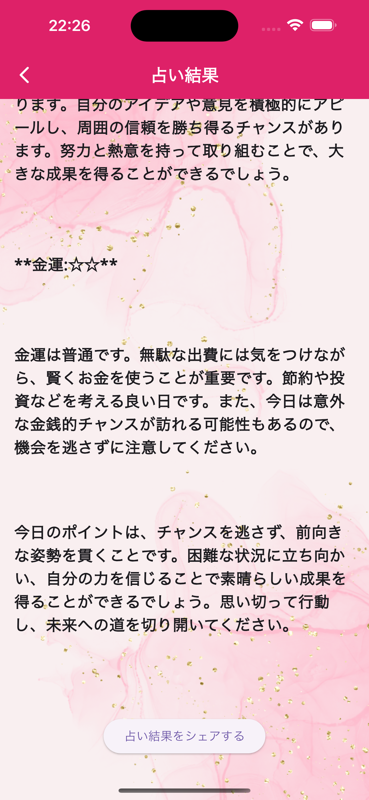 22:26
占い結果
ります。自分のアイデアや意見を積極的にアピ
ールし、周囲の信頼を勝ち得るチャンスがあり
ます。努力と熱意を持って取り組むことで、大
きな成果を得ることができるでしょう。
**金運:☆☆**
金運は普通です。無駄な出費には気をつけなが
ら、賢くお金を使うことが重要です。節約や投
資などを考える良い日です。また、今日は意外
な金銭的チャンスが訪れる可能性もあるので、
機会を逃さずに注意してください。
今日のポイントは、チャンスを逃さず、前向き
な姿勢を貫くことです。困難な状況に立ち向か
い、自分の力を信じることで素晴らしい成果を
得ることができるでしょう。思い切って行動
し、未来への道を切り開いてください。
占い結果をシェアする